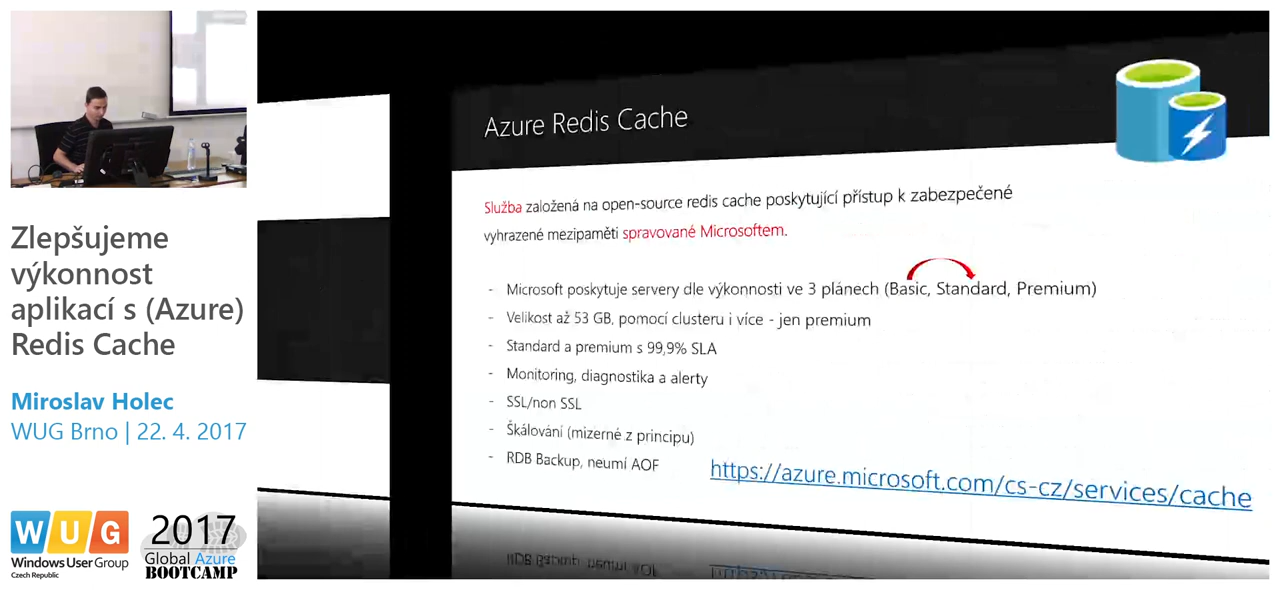 Zlepšujeme
výkonnost
aplikací s (Azure)
Redis Cache
Miroslav Holec
WUG Brno | 22. 4. 2017
WUG
Windows User Group
Czech Republic
2017
Global Azure
BOOTCAMP
Azure Redis Cache
Služba založená na open-source redis cache poskytující přístup k zabezpečené
vyhrazené mezipaměti spravované Microsoftem.
- Microsoft poskytuje servery dle výkonnosti ve 3 plánech (Basic, Standard, Premium)
- Velikost až 53 GB, pomocí clusteru i více - jen premium
- Standard a premium s 99,9% SLA
- Monitoring, diagnostika a alerty
- SSL/non SSL
- Škálování (mizerné z principu)
- RDB Backup, neumí AOF
https://azure.microsoft.com/cs-cz/services/cache